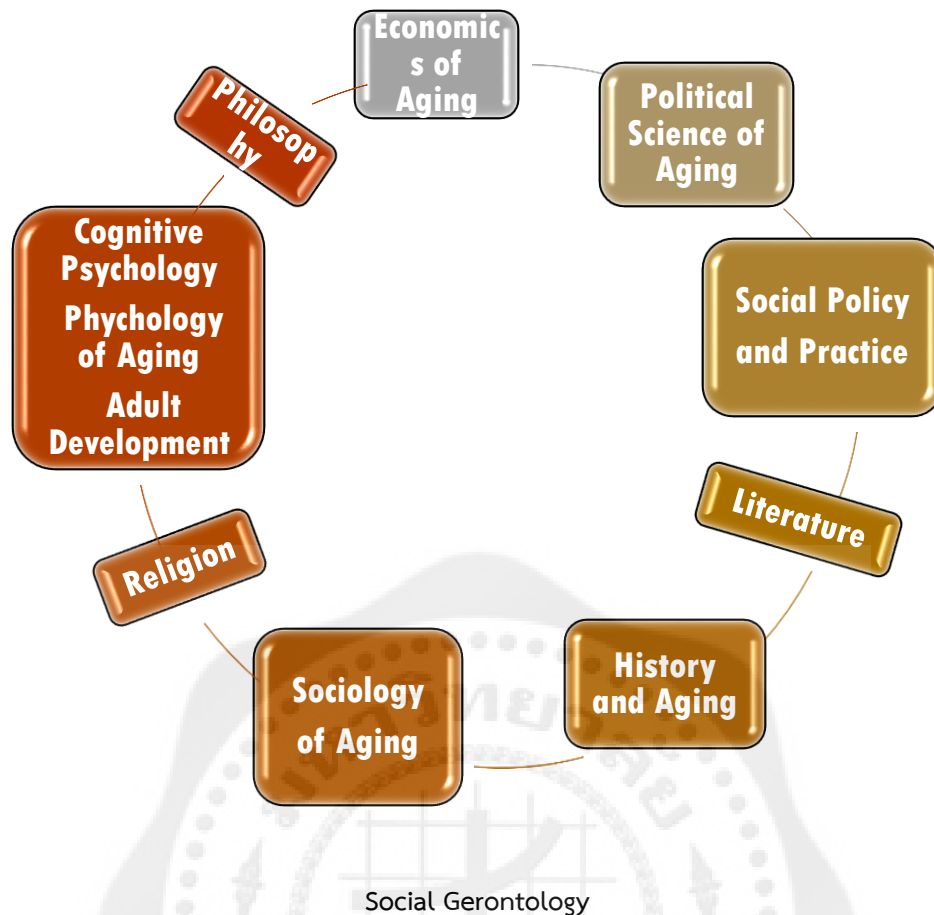 Economic
s of
Aging
Political
Science of
Aging
Social Policy
and Practice
Literature
History
and Aging
Sociology
of Aging
Religion
Cognitive
Psychology
Phychology
of Aging
Adult
Development
Philosop
hy
Social Gerontology